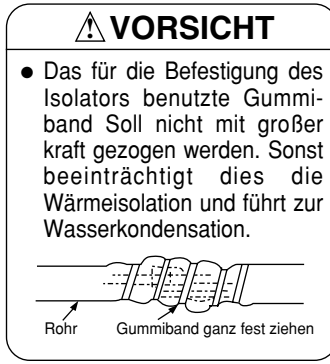 VORSICHT
● Das für die Befestigung des
Isolators benutzte Gummi-
band Soll nicht mit großer
kraft gezogen werden. Sonst
beeinträchtigt dies die
Wärmeisolation und führt zur
Wasserkondensation.
Rohr Gummiband ganz fest ziehen